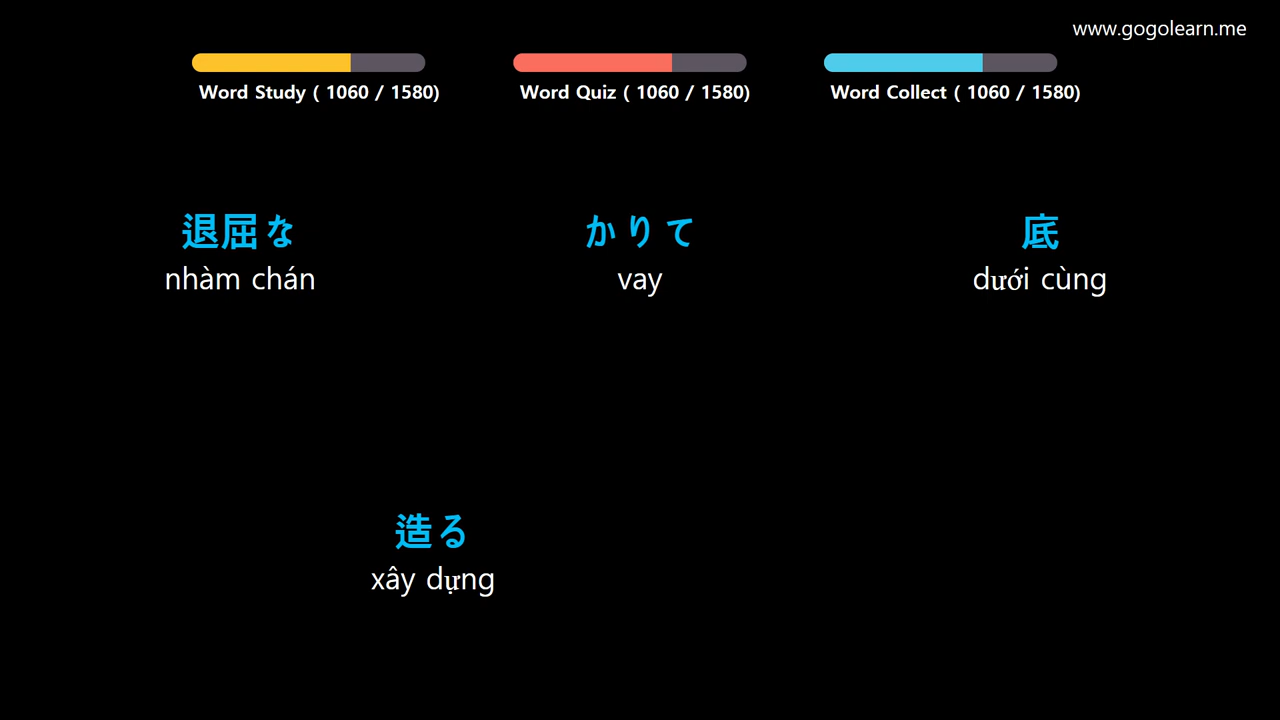 www.gogolearn.me
Word Study ( 1060 / 1580)
Word Quiz ( 1060 / 1580)
Word Collect ( 1060 / 1580)
退屈な
nhàm chán
かりて
vay
底
dưới cùng
造る
xây dựng